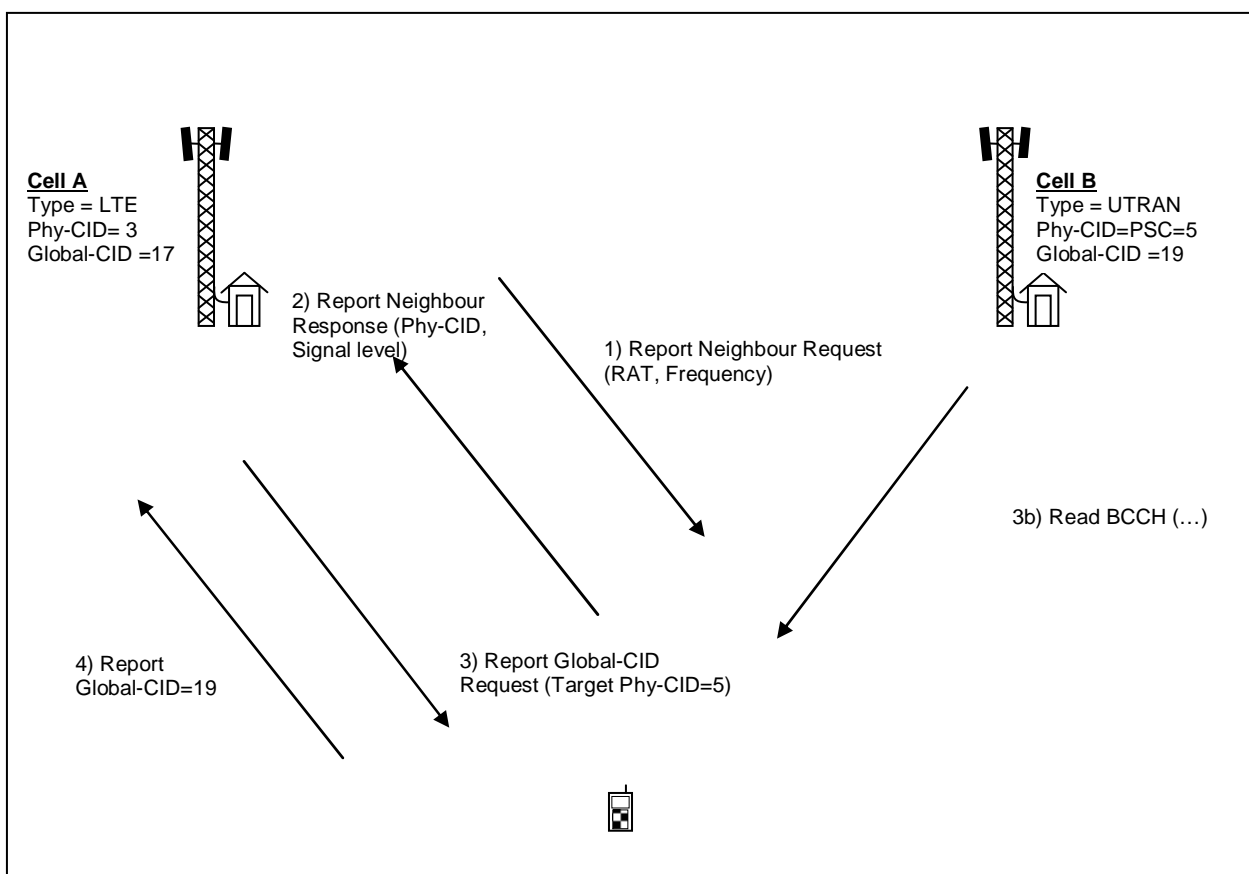 Cell A
Type = LTE
Phy-CID= 3
Global-CID =17
Cell B
Type = UTRAN
Phy-CID=PSC=5
Global-CID =19
2) Report Neighbour
Response (Phy-CID,
Signal level)
1) Report Neighbour Request
(RAT, Frequency)
3b) Read BCCH (…)
4) Report
Global-CID=19
3) Report Global-CID
Request (Target Phy-CID=5)